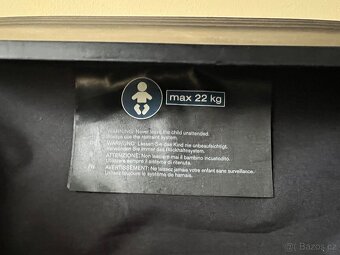 max 22 kg
WARNING: Never leave the child unattended.
Always use the restraint system.
WARNUNG: Lassen Sie das Kind nie unbeaufsichtigt.
Verwenden Sie immer das Rückhaltesystem.
ATTENZIONE: Non lasciare mai il bambino incustodito.
Utilizzare sempre il sistema di ritenuta.
AVERTISSEMENT: Ne laissez jamais votre enfant sans surveillance.
Utilisez toujours le système de harnais.
Bazoš.cz